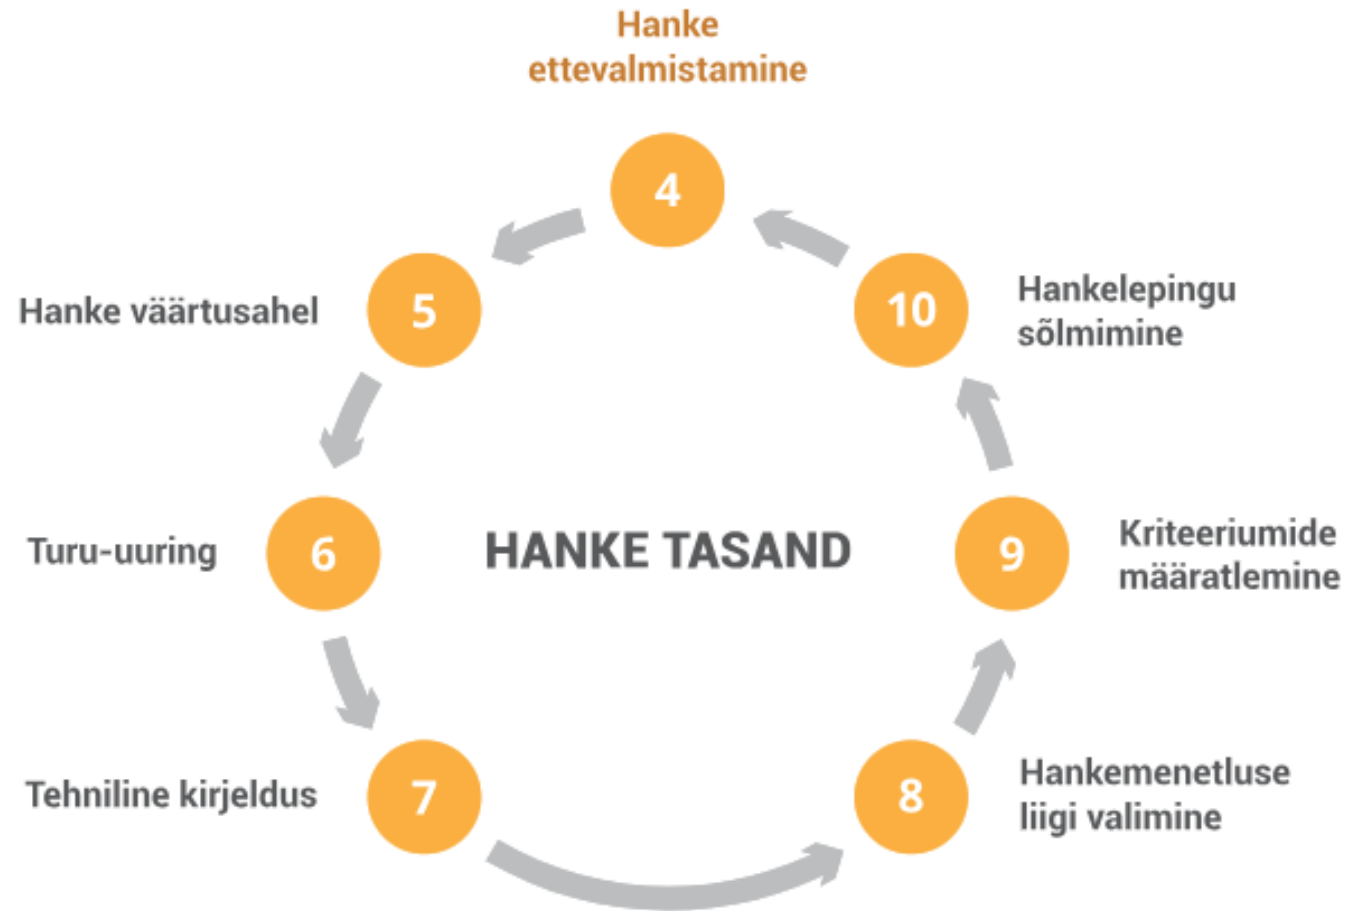 Hanke
ettevalmistamine
4
5
Hanke väärtusahel
10
Hankelepingu
sõlmimine
6
Turu-uuring
HANKE TASAND
9
Kriteeriumide
määratlemine
7
Tehniline kirjeldus
8
Hankemenetluse
liigi valimine